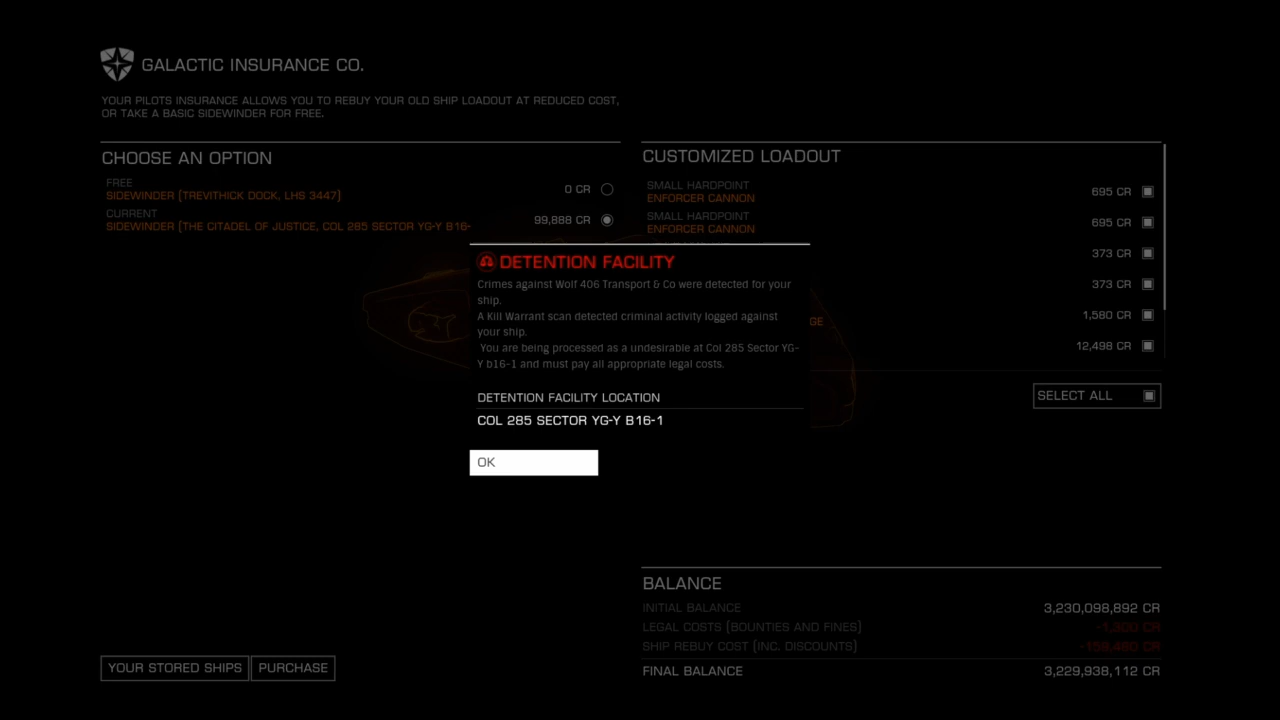 GALACTIC INSURANCE CO.
YOUR PILOTS INSURANCE ALLOWS YOU TO REBUY YOUR OLD SHIP LOADOUT AT REDUCED COST,
OR TAKE A BASIC SIDEWINDER FOR FREE.
CHOOSE AN OPTION
FREE
SIDEWINDER (TREVITHICK DOCK, LHS 3447)
0 CR
CURRENT
SIDEWINDER (THE CITADEL OF JUSTICE, COL 285 SECTOR YG-Y B16-
99,888 CR
CUSTOMIZED LOADOUT
SMALL HARDPOINT
ENFORCER CANNON
695 CR
SMALL HARDPOINT
ENFORCER CANNON
695 CR
373 CR
373 CR
1,580 CR
12,498 CR
SELECT ALL
DETENTION FACILITY
Crimes against Wolf 406 Transport & Co were detected for your
ship.
A Kill Warrant scan detected criminal activity logged against
your ship.
You are being processed as a undesirable at Col 285 Sector YG-
Y b16-1 and must pay all appropriate legal costs.
DETENTION FACILITY LOCATION
COL 285 SECTOR YG-Y B16-1
OK
BALANCE
INITIAL BALANCE 3,230,098,892 CR
LEGAL COSTS (BOUNTIES AND FINES) -1,300 CR
SHIP REBUY COST (INC. DISCOUNTS) -159,480 CR
FINAL BALANCE 3,229,938,112 CR
YOUR STORED SHIPS
PURCHASE